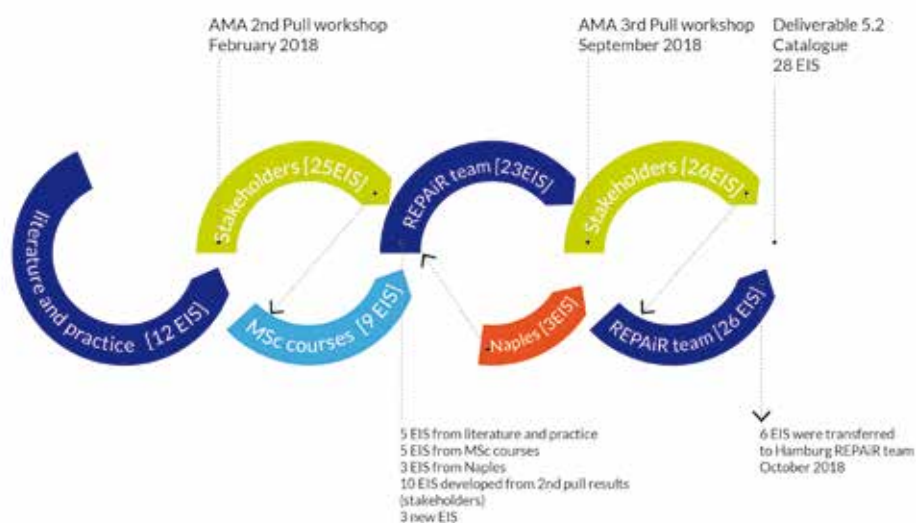 AMA 2nd Pull workshop
February 2018
AMA 3rd Pull workshop
September 2018
Deliverable 5.2
Catalogue
28 EIS
literature and practice [12 EIS]
Stakeholders [25EIS]
MSc courses [9 EIS]
REPAiR team [23EIS]
Naples [3EIS]
Stakeholders [26EIS]
REPAiR team [26 EIS]
5 EIS from literature and practice
5 EIS from MSc courses
3 EIS from Naples
10 EIS developed from 2nd pull results
(stakeholders)
3 new EIS
6 EIS were transferred
to Hamburg REPAiR team
October 2018